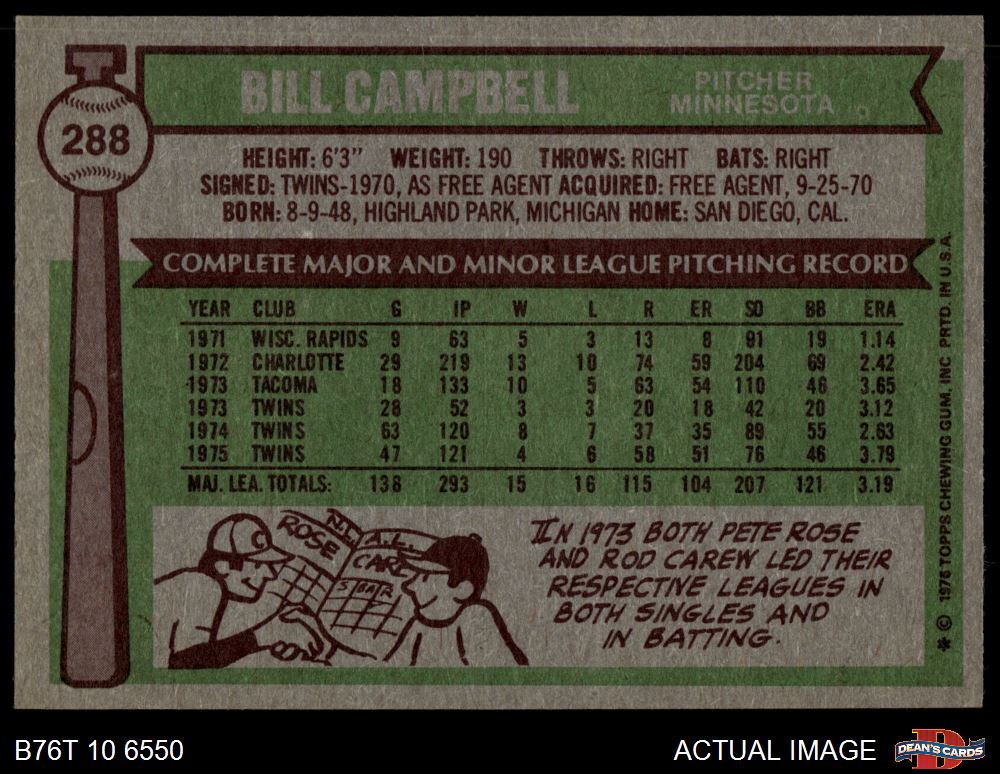 BILL CAMPBELL
PITCHER
MINNESOTA
288
HEIGHT: 6'3" WEIGHT: 190 THROWS: RIGHT BATS: RIGHT
SIGNED: TWINS-1970, AS FREE AGENT ACQUIRED: FREE AGENT, 9-25-70
BORN: 8-9-48, HIGHLAND PARK, MICHIGAN HOME: SAN DIEGO, CAL.
COMPLETE MAJOR AND MINOR LEAGUE PITCHING RECORD
YEAR CLUB G IP W L R ER SO BB ERA
1971 WISC. RAPIDS 9 63 5 3 13 8 91 19 1.14
1972 CHARLOTTE 29 219 13 10 74 59 204 69 2.42
1973 TACOMA 18 133 10 5 63 54 110 46 3.65
1973 TWINS 28 52 3 3 20 18 42 20 3.12
1974 TWINS 63 120 8 7 37 35 89 55 2.63
1975 TWINS 47 121 4 6 58 51 76 46 3.79
MAJ. LEA. TOTALS: 138 293 15 16 115 104 207 121 3.19
N.L.
ROSE
A.L.
CARE
C
IN 1973 BOTH PETE ROSE
AND ROD CAREW LED THEIR
RESPECTIVE LEAGUES IN
BOTH SINGLES AND
IN BATTING.
* © 1976 TOPPS CHEWING GUM, INC. PRTD. IN U.S.A.
B76T 10 6550
ACTUAL IMAGE
D
DEAN'S CARDS